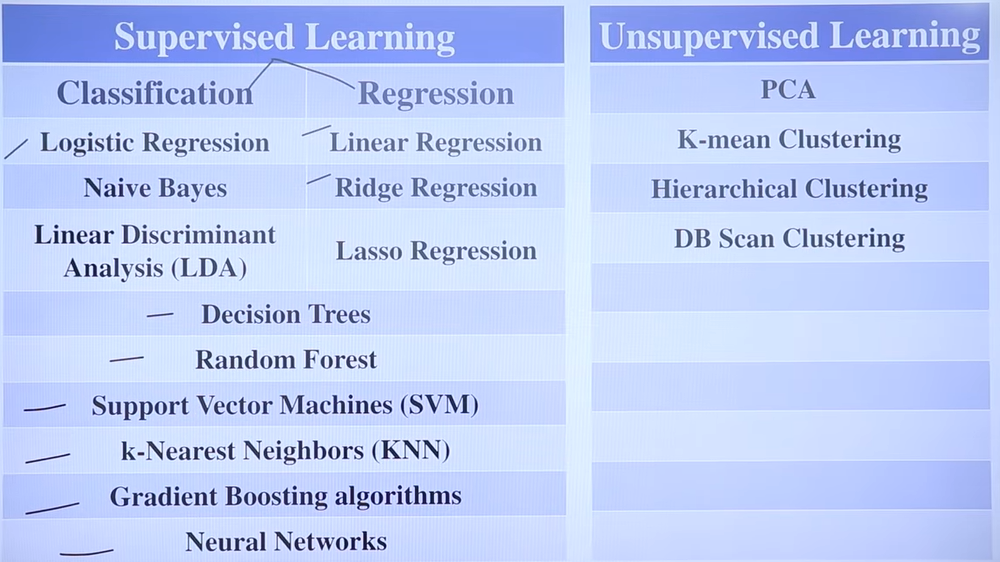 Supervised Learning
Classification Regression
Logistic Regression Linear Regression
Naive Bayes Ridge Regression
Linear Discriminant
Analysis (LDA) Lasso Regression
Decision Trees
Random Forest
Support Vector Machines (SVM)
k-Nearest Neighbors (KNN)
Gradient Boosting algorithms
Neural Networks
Unsupervised Learning
PCA
K-mean Clustering
Hierarchical Clustering
DB Scan Clustering